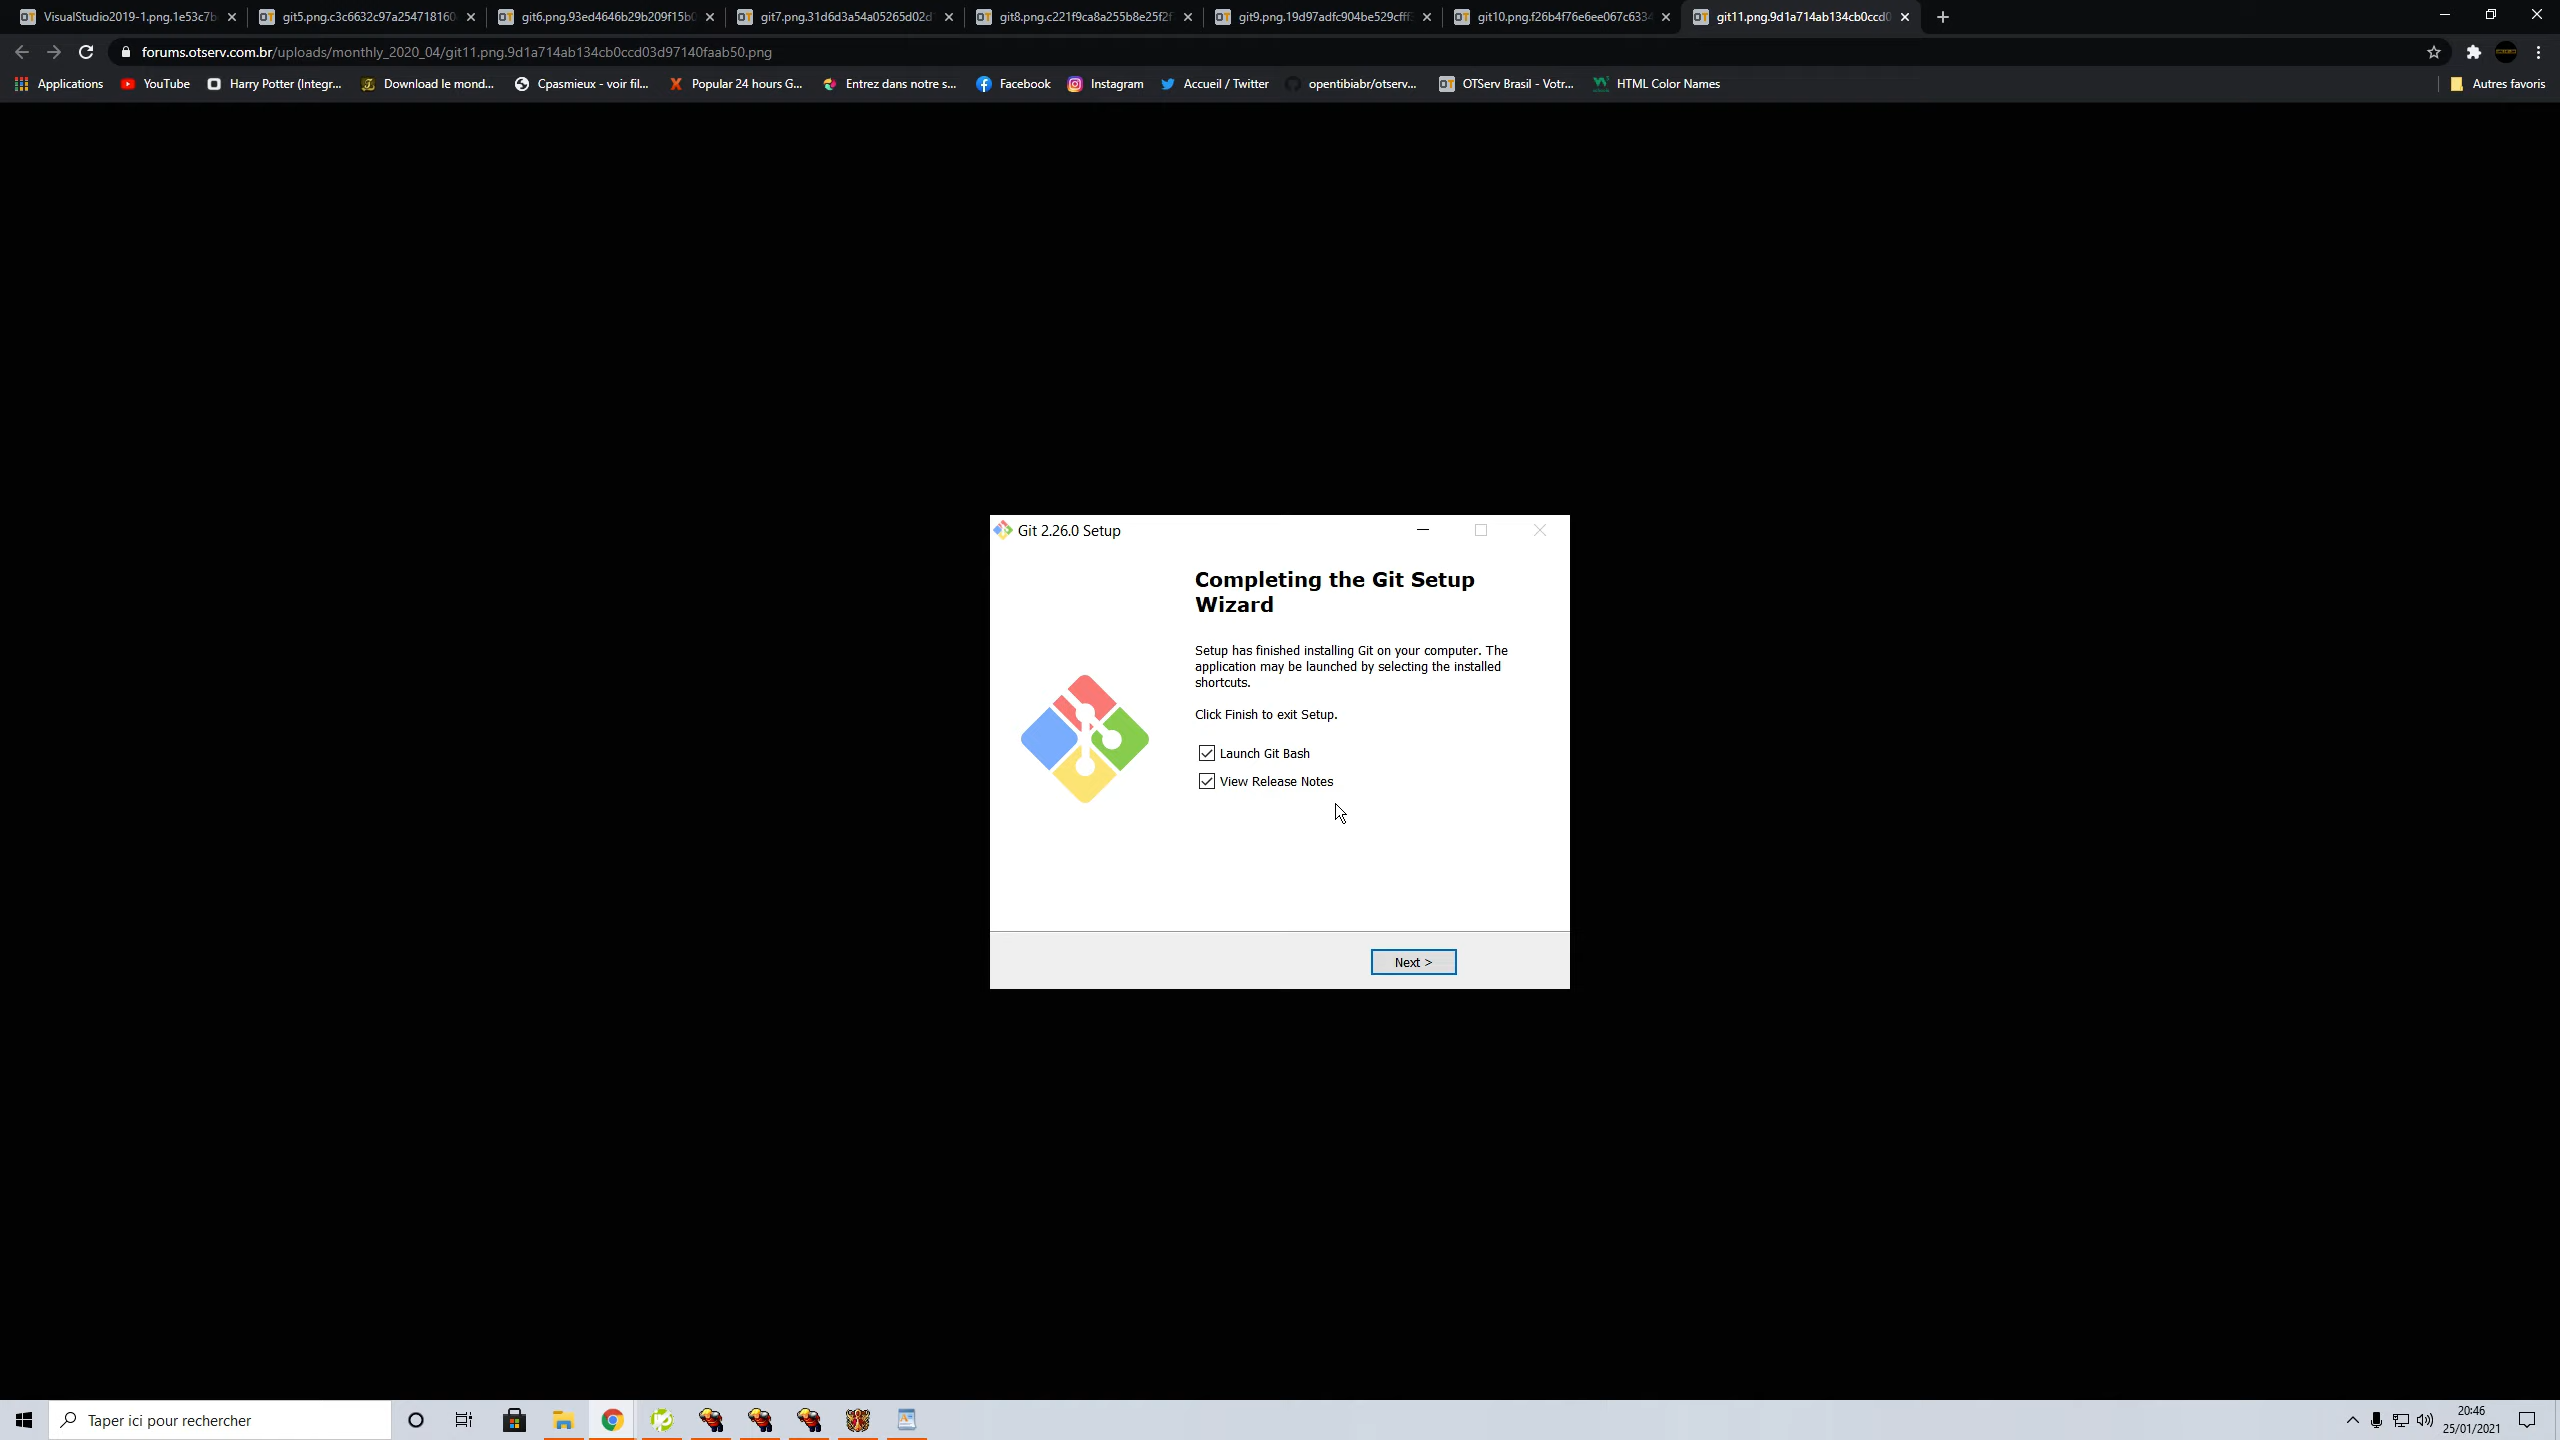 VisualStudio2019-1.png.1e53c7b
git5.png.c3c6632c97a254718160
git6.png.93ed4646b29b209f15b0
git7.png.31d6d3a54a05265d02d
git8.png.c221f9ca8a255b8e25f2f
git9.png.19d97adfc904be529cfff
git10.png.f26b4f76e6ee067c6334
git11.png.9d1a714ab134cb0ccd0
forums.otserv.com.br/uploads/monthly_2020_04/git11.png.9d1a714ab134cb0ccd03d97140faab50.png
Applications
YouTube
Harry Potter (Integr...
Download le mond...
Cpasmieux - voir fil...
Popular 24 hours G...
Entrez dans notre s...
Facebook
Instagram
Accueil / Twitter
opentibiabr/otserv...
OTServ Brasil - Votr...
HTML Color Names
Autres favoris
Git 2.26.0 Setup
Completing the Git Setup
Wizard
Setup has finished installing Git on your computer. The
application may be launched by selecting the installed
shortcuts.
Click Finish to exit Setup.
Launch Git Bash
View Release Notes
Next >
Taper ici pour rechercher
20:46
25/01/2021